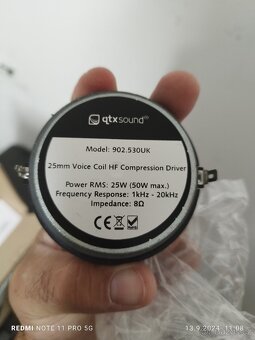 qtxsound®
Model: 902.530UK
25mm Voice Coil HF Compression Driver
Power RMS: 25W (50W max.)
Frequency Response: 1kHz - 20kHz
Impedance: 8Ω
CE
REDMI NOTE 11 PRO 5G
13.9.2024 11:08